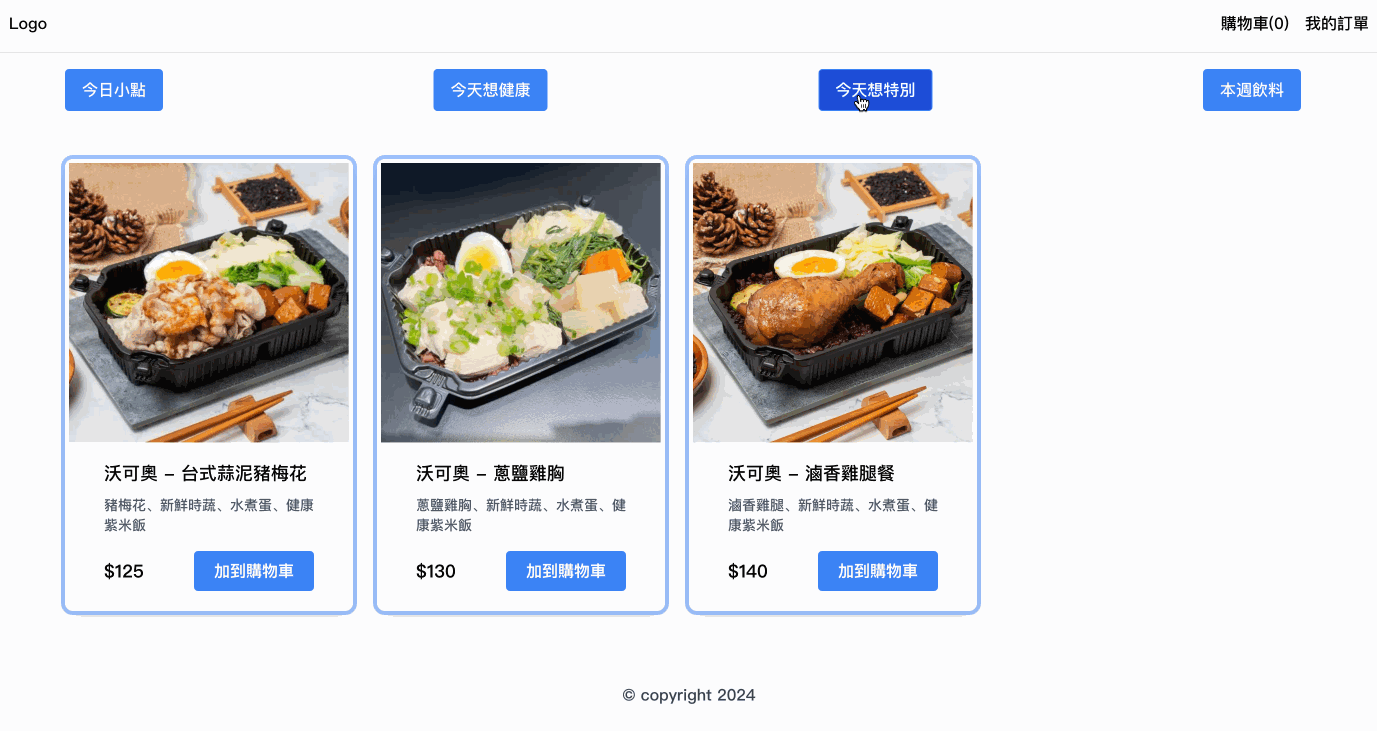 Logo
購物車(0) 我的訂單
今日小點
今天想健康
今天想特別
本週飲料
沃可奧 – 台式蒜泥豬梅花
豬梅花、新鮮時蔬、水煮蛋、健康
紫米飯
$125
加到購物車
沃可奧 – 蔥鹽雞胸
蔥鹽雞胸、新鮮時蔬、水煮蛋、健
康紫米飯
$130
加到購物車
沃可奧 – 滷香雞腿餐
滷香雞腿、新鮮時蔬、水煮蛋、健
康紫米飯
$140
加到購物車
© copyright 2024